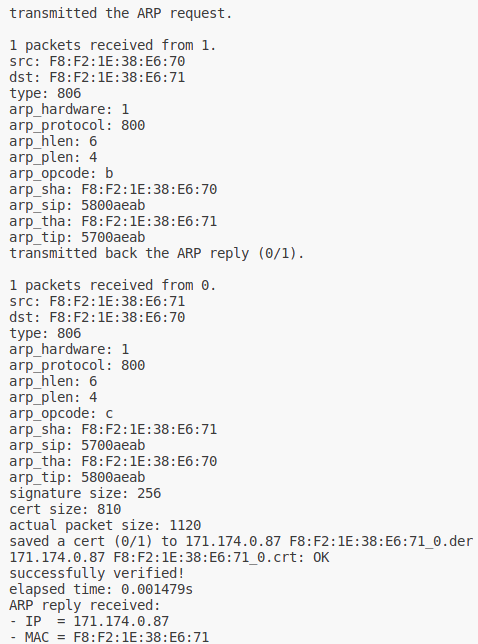 transmitted the ARP request.

1 packets received from 1.
src: F8:F2:1E:38:E6:70
dst: F8:F2:1E:38:E6:71
type: 806
arp_hardware: 1
arp_protocol: 800
arp_hlen: 6
arp_plen: 4
arp_opcode: b
arp_sha: F8:F2:1E:38:E6:70
arp_sip: 5800aeab
arp_tha: F8:F2:1E:38:E6:71
arp_tip: 5700aeab
transmitted back the ARP reply (0/1).

1 packets received from 0.
src: F8:F2:1E:38:E6:71
dst: F8:F2:1E:38:E6:70
type: 806
arp_hardware: 1
arp_protocol: 800
arp_hlen: 6
arp_plen: 4
arp_opcode: c
arp_sha: F8:F2:1E:38:E6:71
arp_sip: 5700aeab
arp_tha: F8:F2:1E:38:E6:70
arp_tip: 5800aeab
signature size: 256
cert size: 810
actual packet size: 1120
saved a cert (0/1) to 171.174.0.87 F8:F2:1E:38:E6:71_0.der
171.174.0.87 F8:F2:1E:38:E6:71_0.crt: OK
successfully verified!
elapsed time: 0.001479s
ARP reply received:
- IP  = 171.174.0.87
- MAC = F8:F2:1E:38:E6:71